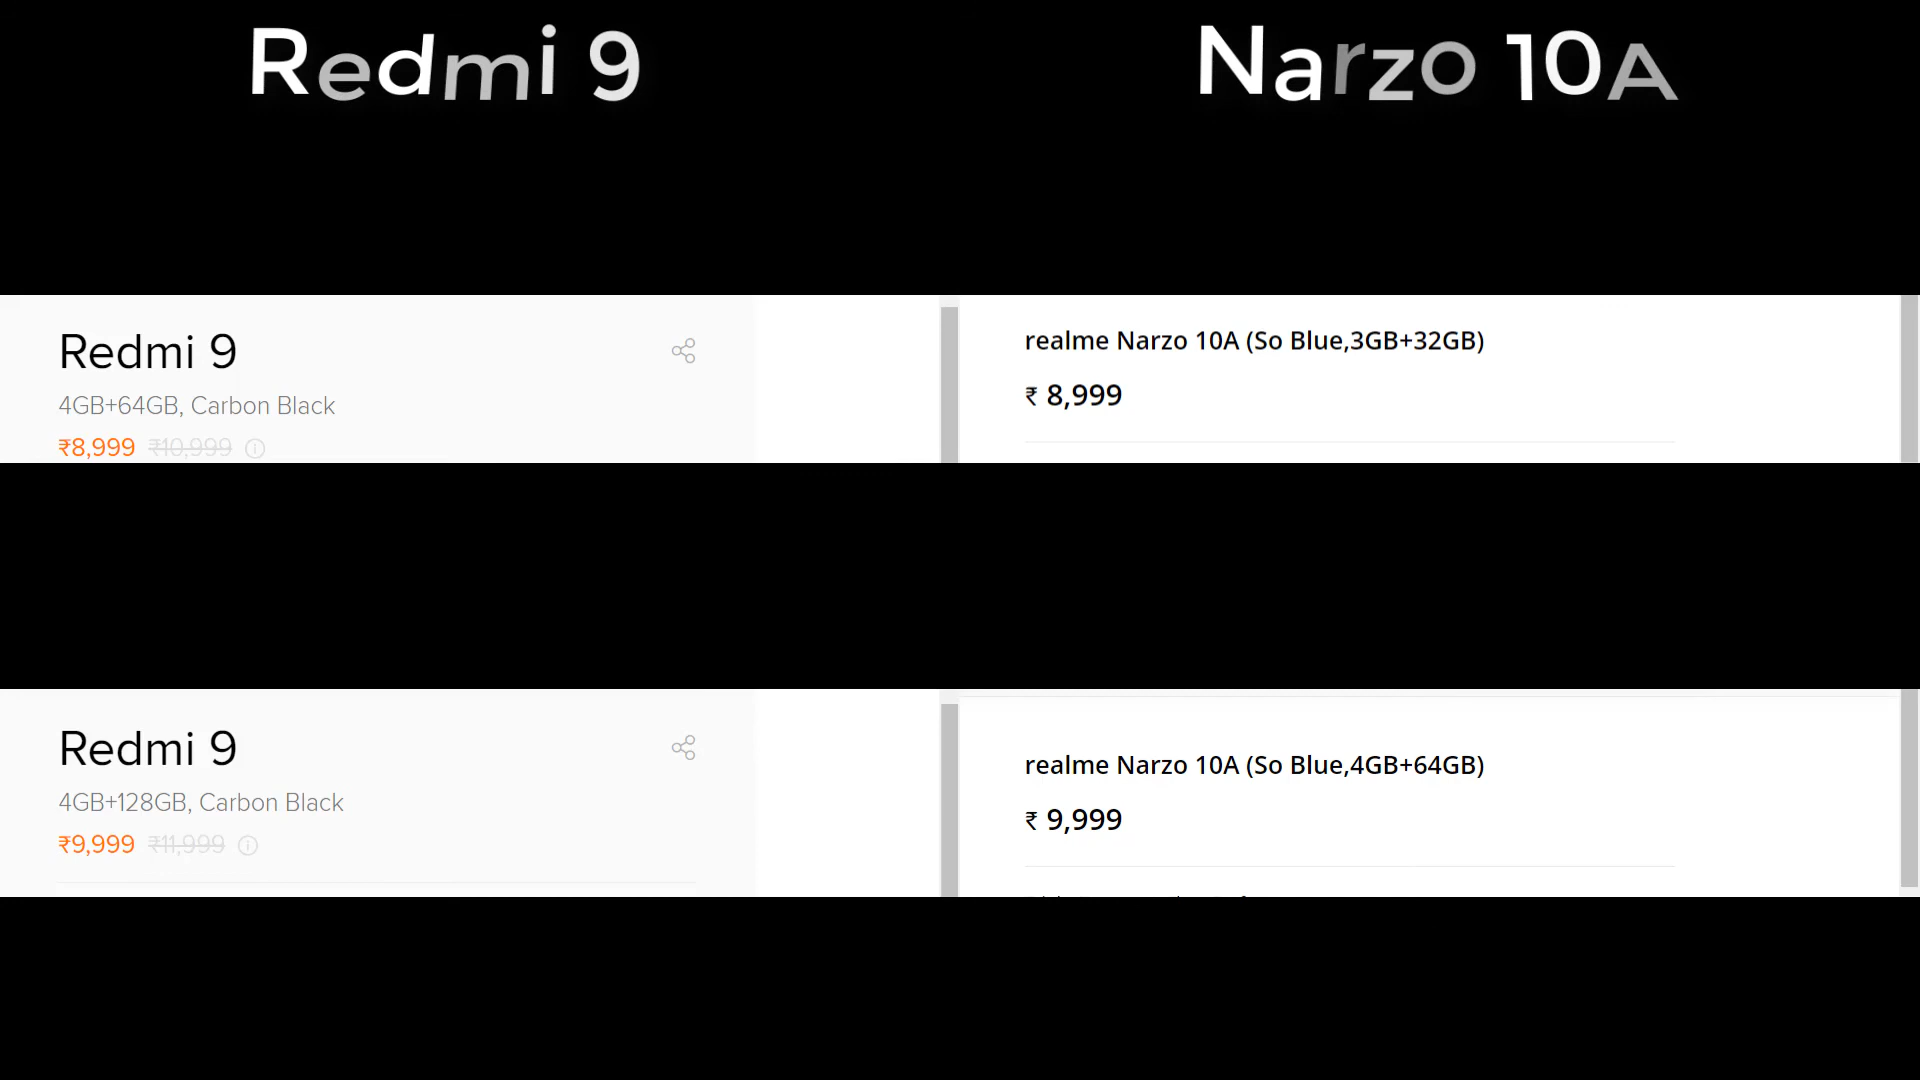 Redmi 9
Narzo 10A
Redmi 9
4GB+64GB, Carbon Black
₹8,999 ₹10,999
realme Narzo 10A (So Blue,3GB+32GB)
₹ 8,999
Redmi 9
4GB+128GB, Carbon Black
₹9,999 ₹11,999
realme Narzo 10A (So Blue,4GB+64GB)
₹ 9,999